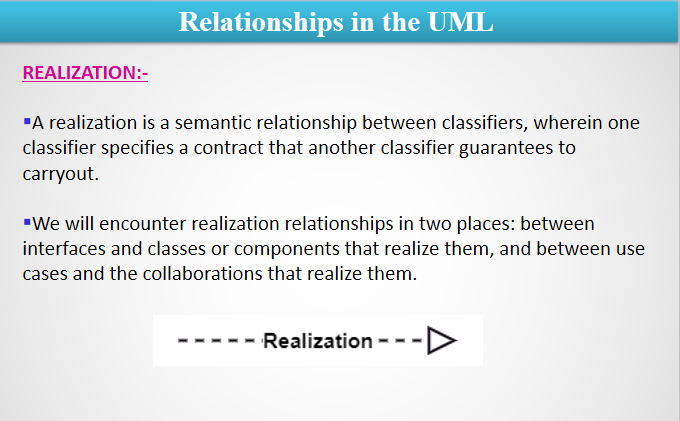 Relationships in the UML
REALIZATION:-
▪A realization is a semantic relationship between classifiers, wherein one
classifier specifies a contract that another classifier guarantees to
carryout.
▪We will encounter realization relationships in two places: between
interfaces and classes or components that realize them, and between use
cases and the collaborations that realize them.
Realization